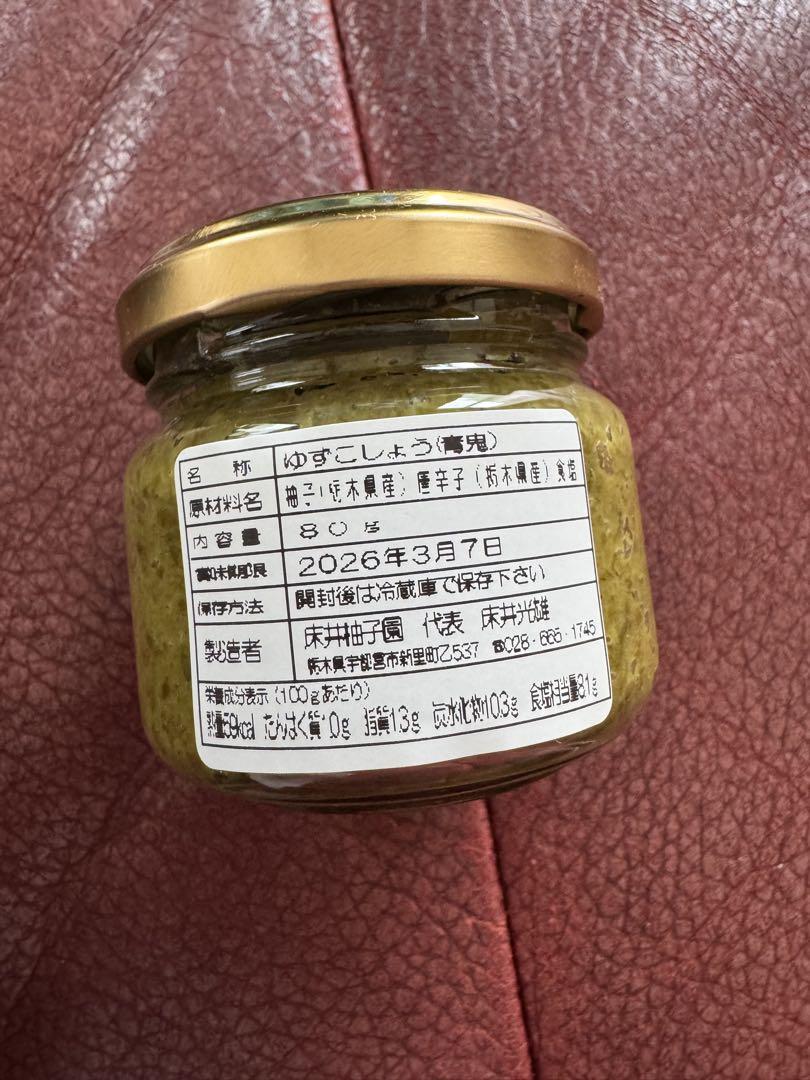 名称 ゆずこしょう(青鬼)
原材料名 柚子(栃木県産) 唐辛子(栃木県産) 食塩
内容量 80g
賞味期限 2026年3月7日
保存方法 開封後は冷蔵庫で保存下さい
製造者 床井柚子園 代表 床井光雄
栃木県宇都宮市新里町乙537 ☎028-665-1745
栄養成分表示(100gあたり)
熱量59kcal たんぱく質1.0g 脂質1.3g 炭水化物10.3g 食塩相当量8.1g